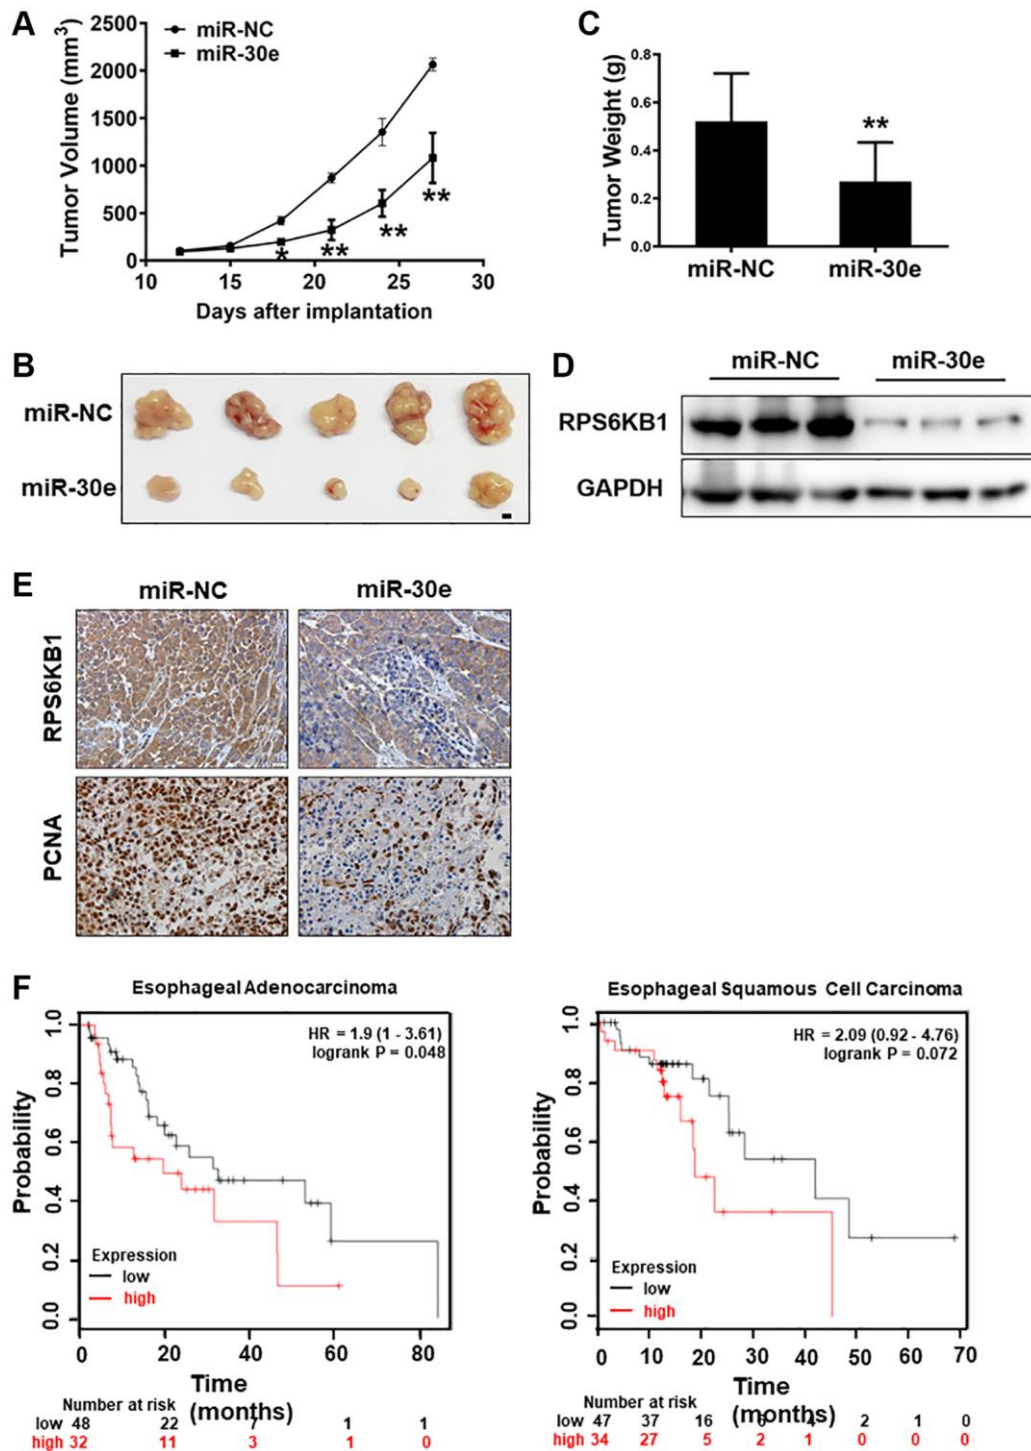 A
2500
2000
1500
1000
500
0
Tumor Volume (mm3)
miR-NC
miR-30e
*
**
**
**
10 15 20 25 30
Days after implantation
C
0.8
0.6
0.4
0.2
0.0
Tumor Weight (g)
**
miR-NC miR-30e
B
miR-NC
miR-30e
D
miR-NC miR-30e
RPS6KB1
GAPDH
E
miR-NC miR-30e
RPS6KB1
PCNA
F
Esophageal Adenocarcinoma
HR = 1.9 (1 - 3.61)
logrank P = 0.048
1.0
0.8
0.6
0.4
0.2
0.0
Probability
Expression
low
high
0 20 40 60 80
Time
(months)
Number at risk
low 48 22 7 1 1
high 32 11 3 1 0
Esophageal Squamous Cell Carcinoma
HR = 2.09 (0.92 - 4.76)
logrank P = 0.072
1.0
0.8
0.6
0.4
0.2
0.0
Probability
Expression
low
high
0 10 20 30 40 50 60 70
Time
(months)
Number at risk
low 47 37 16 2 1 0
high 34 27 5 2 1 0 0 0